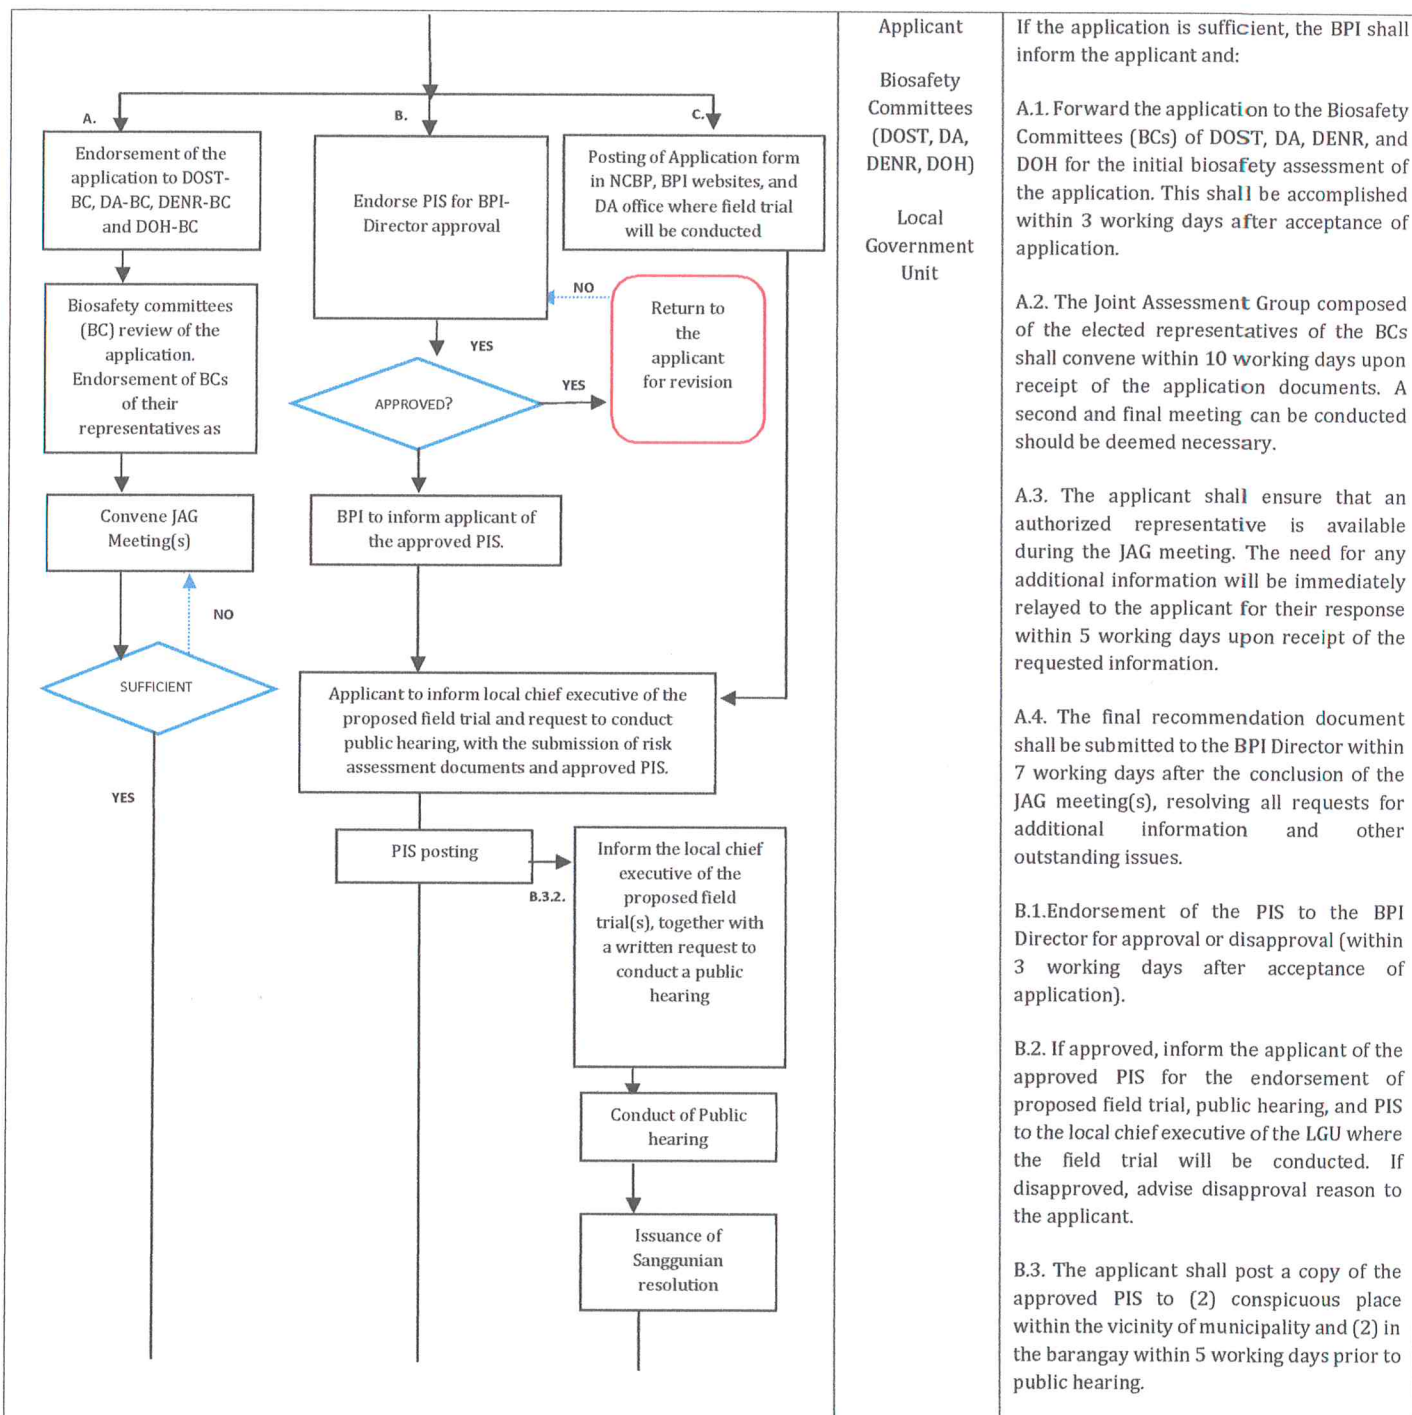 A.
Endorsement of the
application to DOST-
BC, DA-BC, DENR-BC
and DOH-BC
Biosafety committees
(BC) review of the
application.
Endorsement of BCs
of their
representatives as
Convene JAG
Meeting(s)
NO
SUFFICIENT
YES
B.
Endorse PIS for BPI-
Director approval
YES
APPROVED?
YES
NO
Return to
the
applicant
for revision
BPI to inform applicant of
the approved PIS.
C.
Posting of Application form
in NCBP, BPI websites, and
DA office where field trial
will be conducted
Applicant to inform local chief executive of the
proposed field trial and request to conduct
public hearing, with the submission of risk
assessment documents and approved PIS.
PIS posting
B.3.2.
Inform the local chief
executive of the
proposed field
trial(s), together with
a written request to
conduct a public
hearing
Conduct of Public
hearing
Issuance of
Sanggunian
resolution
Applicant
Biosafety
Committees
(DOST, DA,
DENR, DOH)
Local
Government
Unit
If the application is sufficient, the BPI shall
inform the applicant and:
A.1. Forward the application to the Biosafety
Committees (BCs) of DOST, DA, DENR, and
DOH for the initial biosafety assessment of
the application. This shall be accomplished
within 3 working days after acceptance of
application.
A.2. The Joint Assessment Group composed
of the elected representatives of the BCs
shall convene within 10 working days upon
receipt of the application documents. A
second and final meeting can be conducted
should be deemed necessary.
A.3. The applicant shall ensure that an
authorized representative is available
during the JAG meeting. The need for any
additional information will be immediately
relayed to the applicant for their response
within 5 working days upon receipt of the
requested information.
A.4. The final recommendation document
shall be submitted to the BPI Director within
7 working days after the conclusion of the
JAG meeting(s), resolving all requests for
additional information and other
outstanding issues.
B.1.Endorsement of the PIS to the BPI
Director for approval or disapproval (within
3 working days after acceptance of
application).
B.2. If approved, inform the applicant of the
approved PIS for the endorsement of
proposed field trial, public hearing, and PIS
to the local chief executive of the LGU where
the field trial will be conducted. If
disapproved, advise disapproval reason to
the applicant.
B.3. The applicant shall post a copy of the
approved PIS to (2) conspicuous place
within the vicinity of municipality and (2) in
the barangay within 5 working days prior to
public hearing.